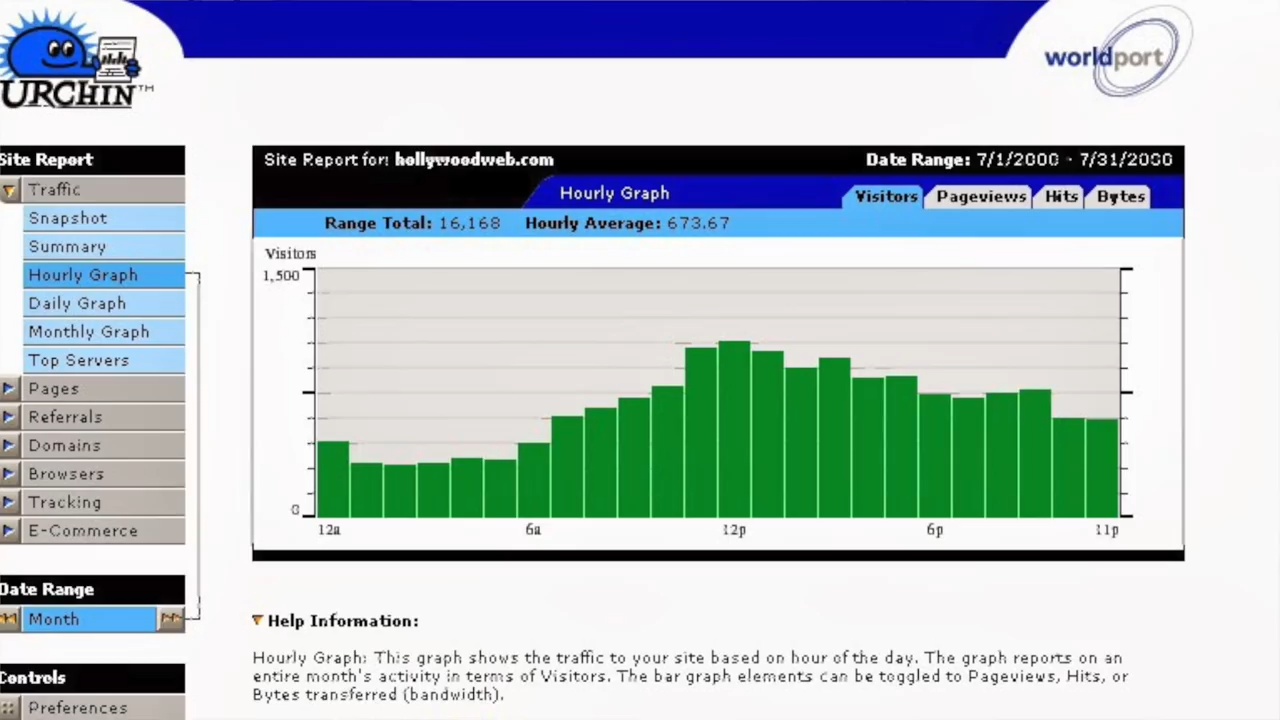 URCHIN™
worldport
Site Report
Traffic
Snapshot
Summary
Hourly Graph
Daily Graph
Monthly Graph
Top Servers
Pages
Referrals
Domains
Browsers
Tracking
E-Commerce
Date Range
Month
Controls
Preferences
Site Report for: hollywoodweb.com
Date Range: 7/1/2000 - 7/31/2000
Hourly Graph
Visitors Pageviews Hits Bytes
Range Total: 16,168 Hourly Average: 673.67
Visitors
1,500
0
12a 6a 12p 6p 11p
Help Information:
Hourly Graph: This graph shows the traffic to your site based on hour of the day. The graph reports on an
entire month's activity in terms of Visitors. The bar graph elements can be toggled to Pageviews, Hits, or
Bytes transferred (bandwidth).